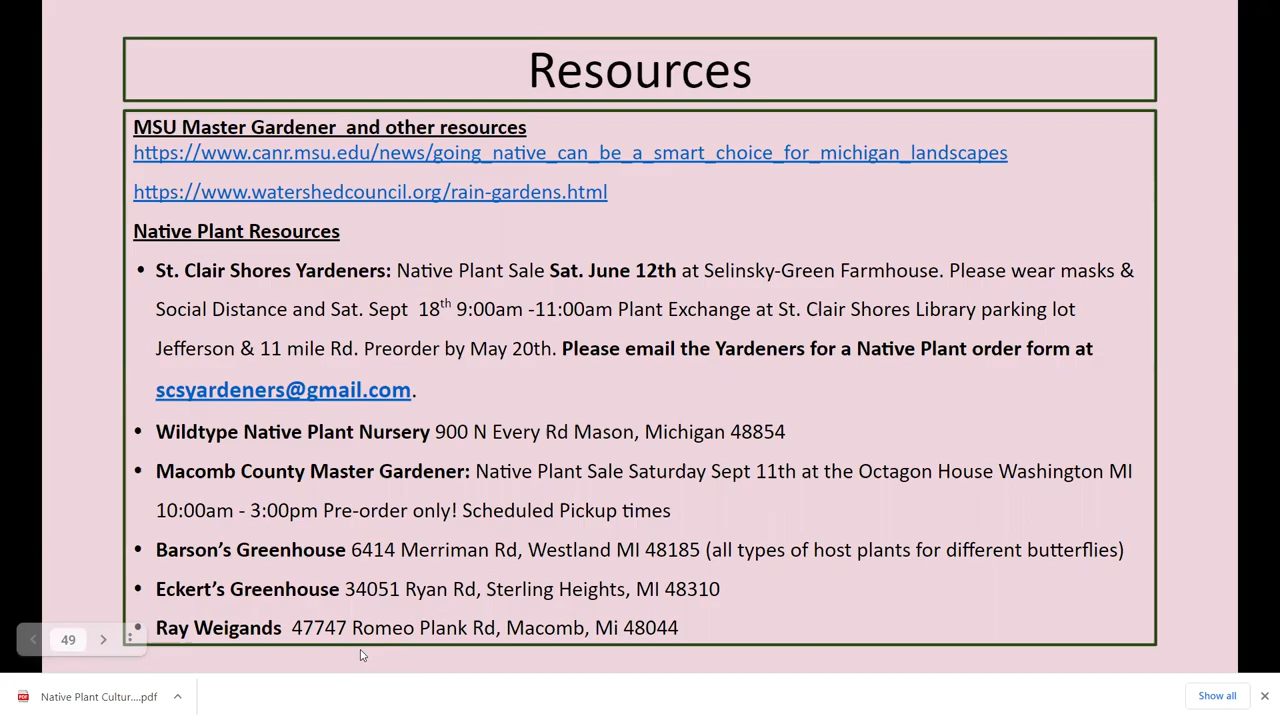 Resources
MSU Master Gardener  and other resources
https://www.canr.msu.edu/news/going_native_can_be_a_smart_choice_for_michigan_landscapes
https://www.watershedcouncil.org/rain-gardens.html
Native Plant Resources
• St. Clair Shores Yardeners: Native Plant Sale Sat. June 12th at Selinsky-Green Farmhouse. Please wear masks &
Social Distance and Sat. Sept  18th 9:00am -11:00am Plant Exchange at St. Clair Shores Library parking lot
Jefferson & 11 mile Rd. Preorder by May 20th. Please email the Yardeners for a Native Plant order form at
scsyardeners@gmail.com.
• Wildtype Native Plant Nursery 900 N Every Rd Mason, Michigan 48854
• Macomb County Master Gardener: Native Plant Sale Saturday Sept 11th at the Octagon House Washington MI
10:00am - 3:00pm Pre-order only! Scheduled Pickup times
• Barson’s Greenhouse 6414 Merriman Rd, Westland MI 48185 (all types of host plants for different butterflies)
• Eckert’s Greenhouse 34051 Ryan Rd, Sterling Heights, MI 48310
• Ray Weigands  47747 Romeo Plank Rd, Macomb, Mi 48044
49
PDF Native Plant Cultur....pdf
Show all